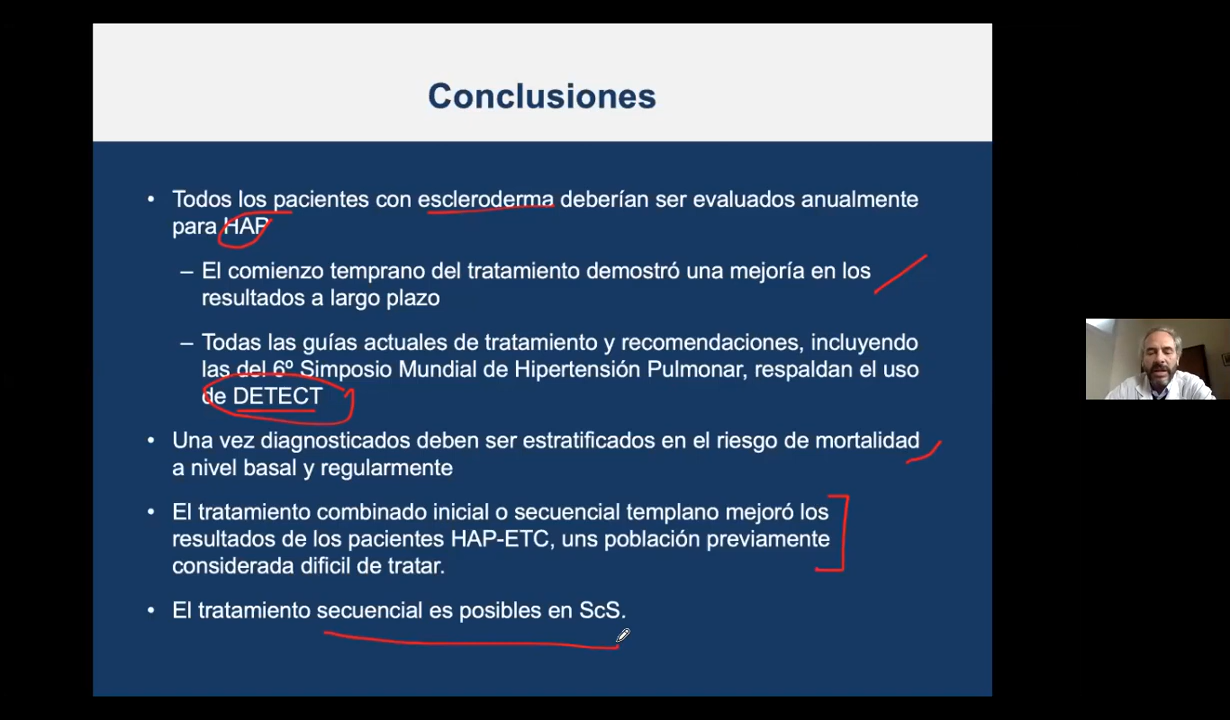 Conclusiones
• Todos los pacientes con escleroderma deberían ser evaluados anualmente
para HAP
– El comienzo temprano del tratamiento demostró una mejoría en los
resultados a largo plazo
– Todas las guías actuales de tratamiento y recomendaciones, incluyendo
las del 6º Simposio Mundial de Hipertensión Pulmonar, respaldan el uso
de DETECT
• Una vez diagnosticados deben ser estratificados en el riesgo de mortalidad
a nivel basal y regularmente
• El tratamiento combinado inicial o secuencial templano mejoró los
resultados de los pacientes HAP-ETC, uns población previamente
considerada dificil de tratar.
• El tratamiento secuencial es posibles en ScS.